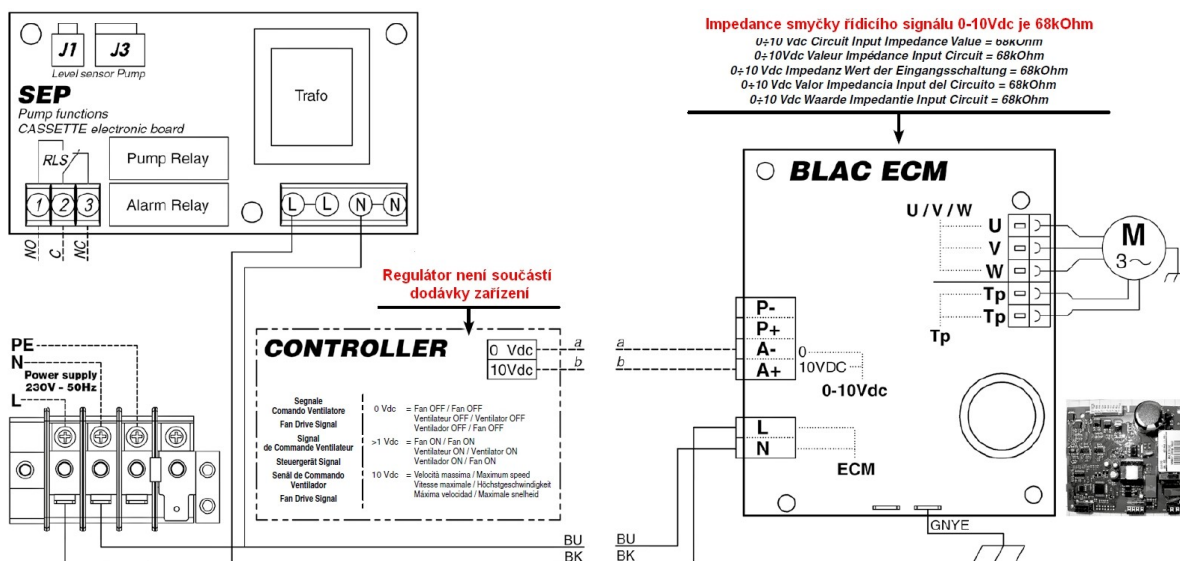 J1 J3
Level sensor Pump
SEP
Pump functions
CASSETTE electronic board
Trafo
RLS
Pump Relay
Alarm Relay
1 2 3
L L N N
NO C NC
Impedance smyčky řídicího signálu 0-10Vdc je 68kOhm
0÷10 Vdc Circuit Input Impedance Value = 68kOhm
0÷10Vdc Valeur Impédance Input Circuit = 68kOhm
0÷10 Vdc Impedanz Wert der Eingangsschaltung = 68kOhm
0÷10 Vdc Valor Impedancia Input del Circuito = 68kOhm
0÷10 Vdc Waarde Impedantie Input Circuit = 68kOhm
BLAC ECM
U / V / W
U
V
W
Tp
Tp
Tp
M
3~
P-
P+
A-
A+
0
10VDC
0-10Vdc
L
N
ECM
GNYE
Regulátor není součástí
dodávky zařízení
CONTROLLER
0 Vdc
10Vdc
a
b
a
b
Segnale
Comando Ventilatore
Fan Drive Signal
Signal
de Commande Ventilateur
Steuergerät Signal
Senãl de Commando
Ventilador
Fan Drive Signal
0 Vdc = Fan OFF / Fan OFF
Ventilateur OFF / Ventilator OFF
Ventilador OFF / Fan OFF
>1 Vdc = Fan ON / Fan ON
Ventilateur ON / Ventilator ON
Ventilador ON / Fan ON
10 Vdc = Velocità massima / Maximum speed
Vitesse maximale / Höchstgeschwindigkeit
Máxima velocidad / Maximale snelheid
PE
N
Power supply
230V - 50Hz
L
BU
BK
BU
BK